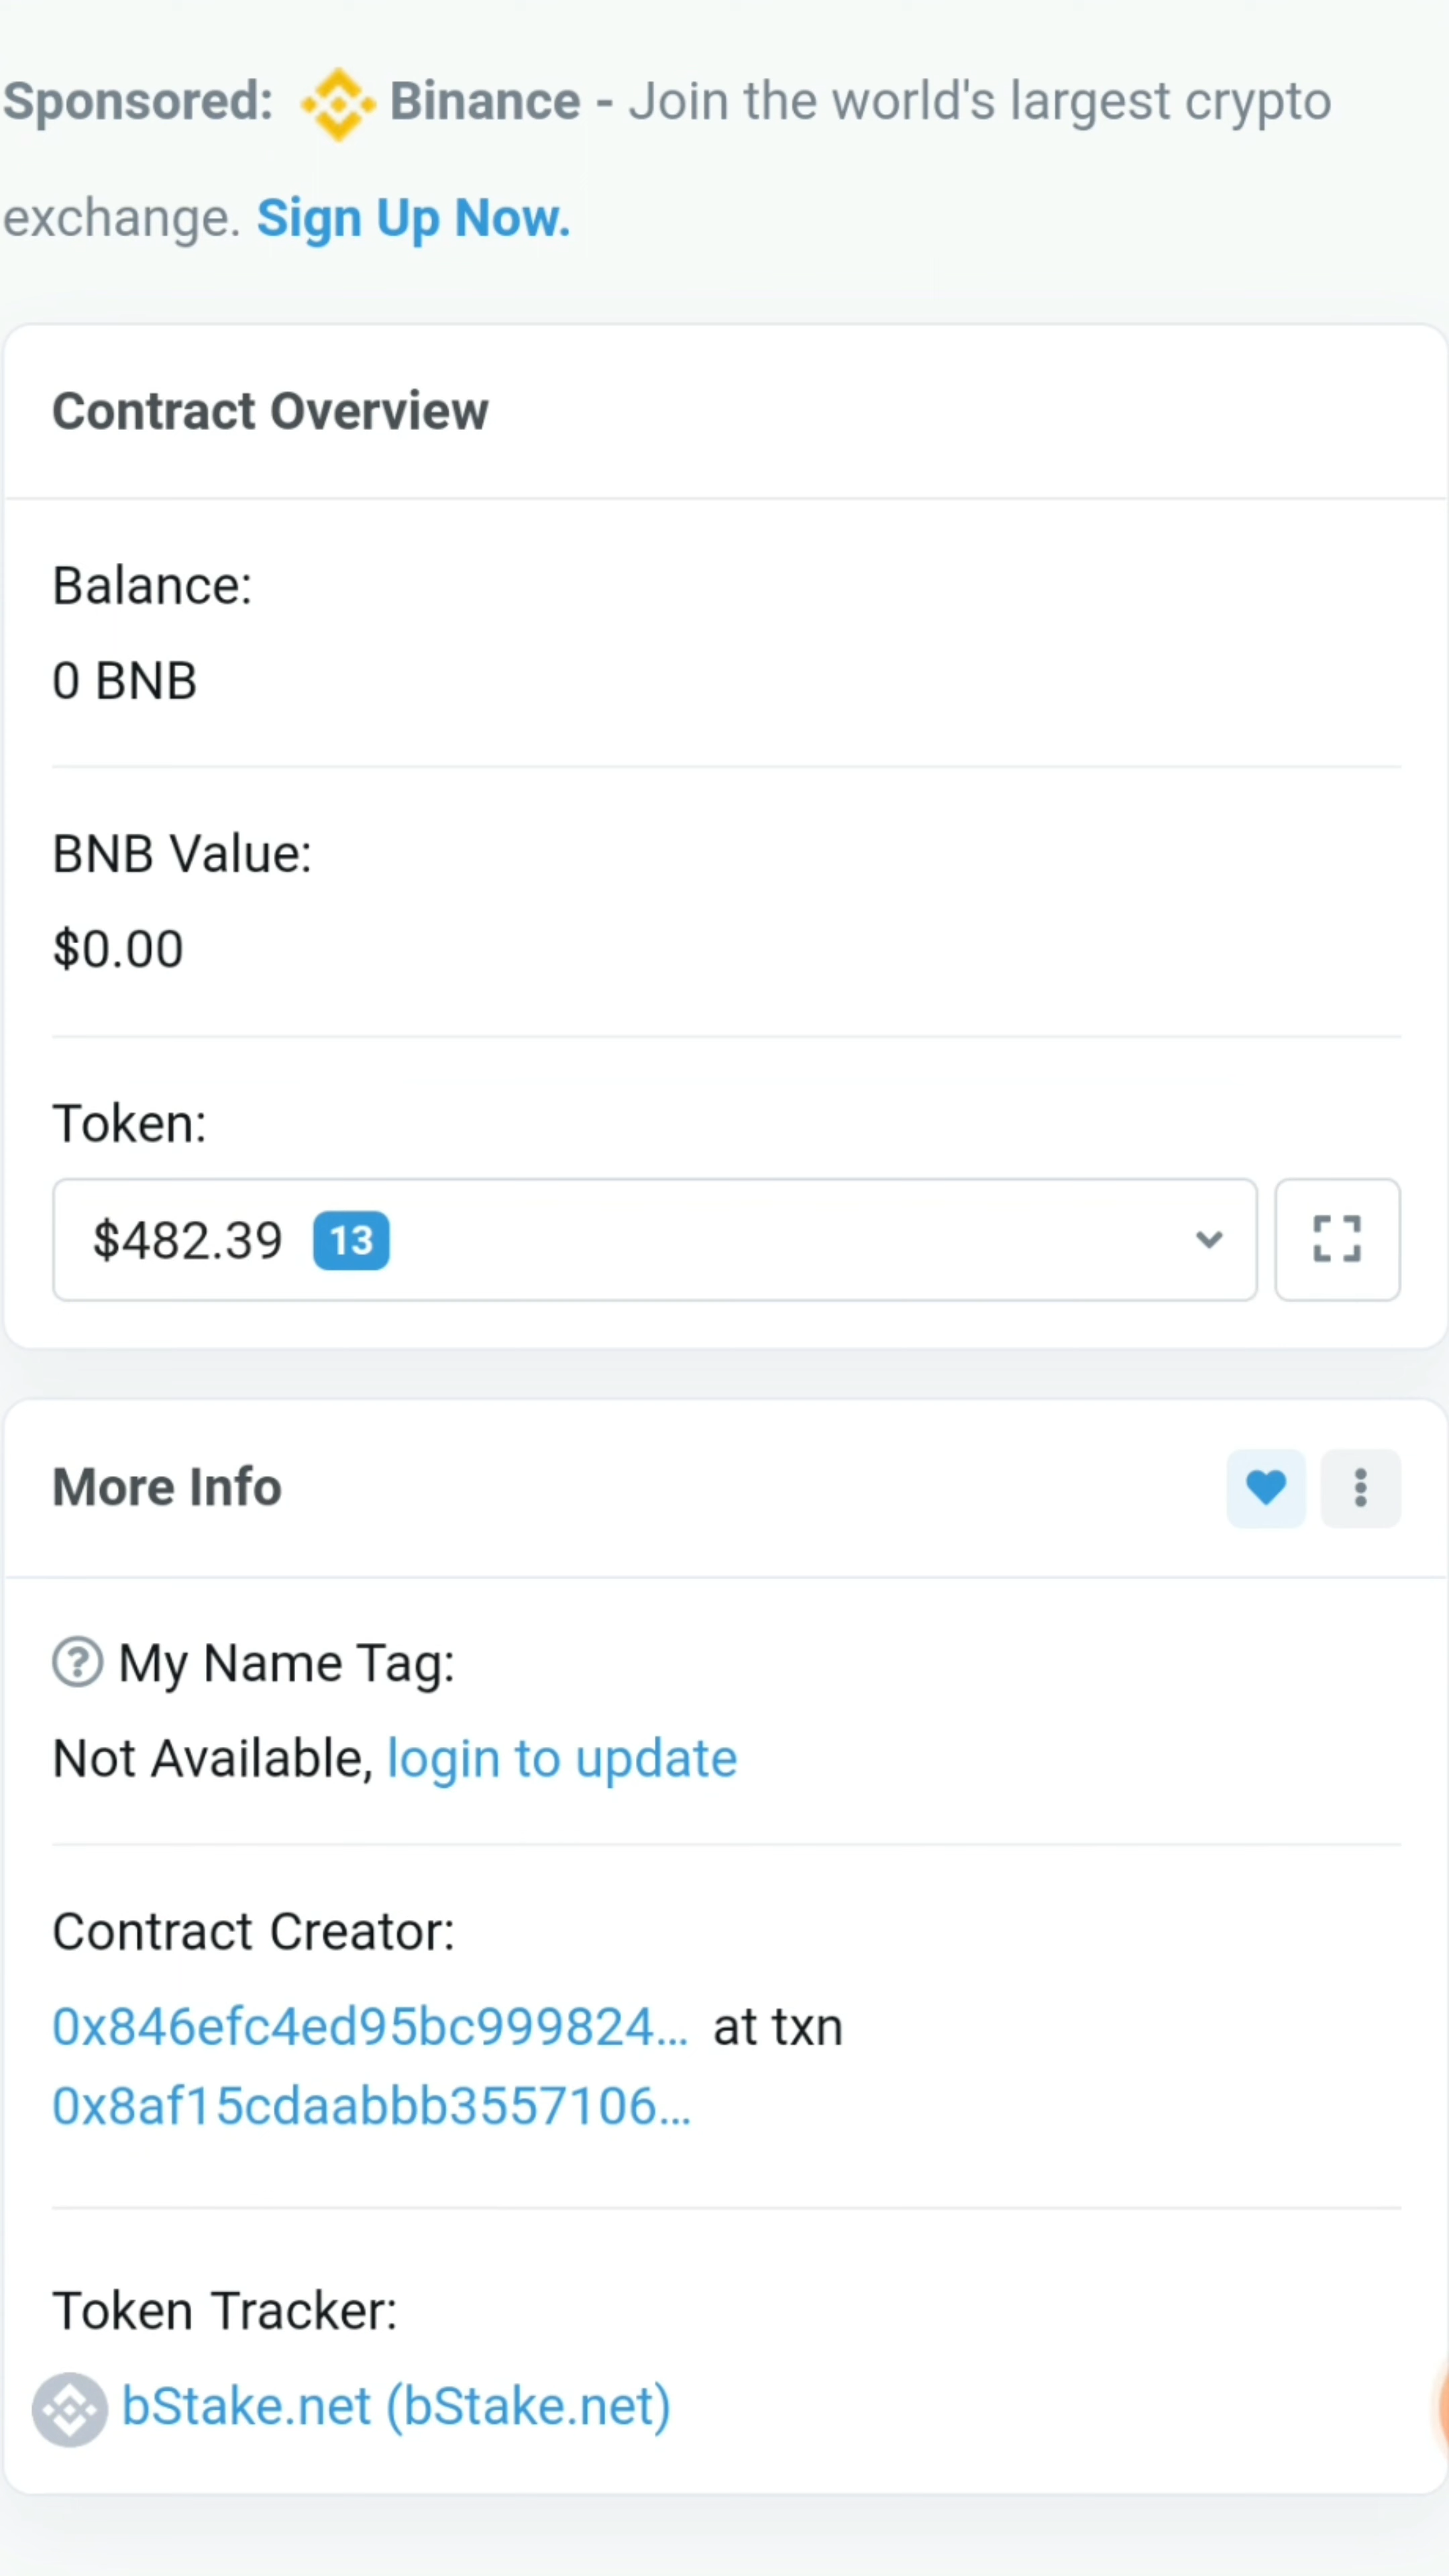 Sponsored: Binance - Join the world's largest crypto
exchange. Sign Up Now.
Contract Overview
Balance:
0 BNB
BNB Value:
$0.00
Token:
$482.39 13
More Info
My Name Tag:
Not Available, login to update
Contract Creator:
0x846efc4ed95bc999824... at txn
0x8af15cdaabbb3557106...
Token Tracker:
bStake.net (bStake.net)